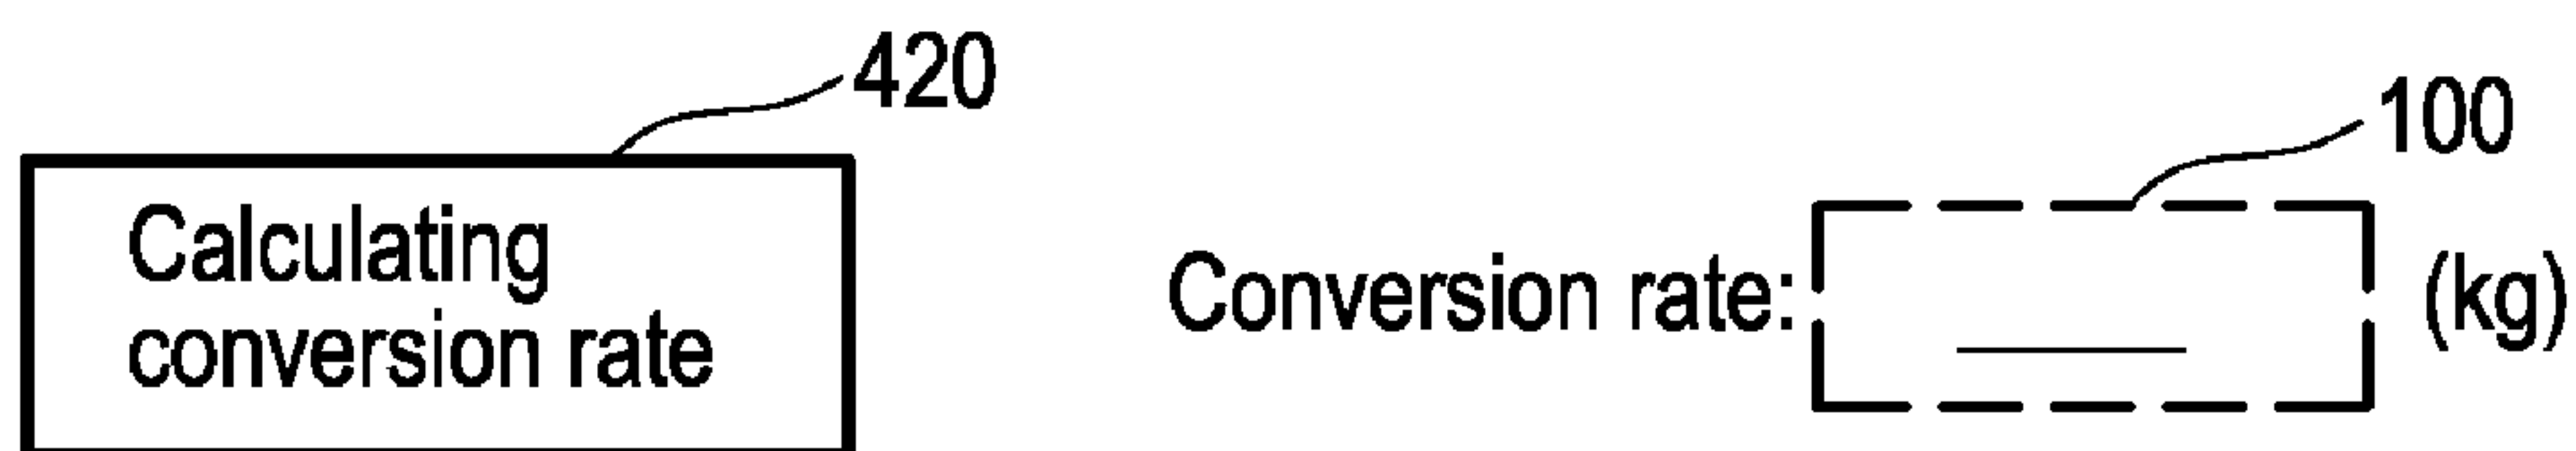 420
100
Calculating
conversion rate
Conversion rate: (kg)